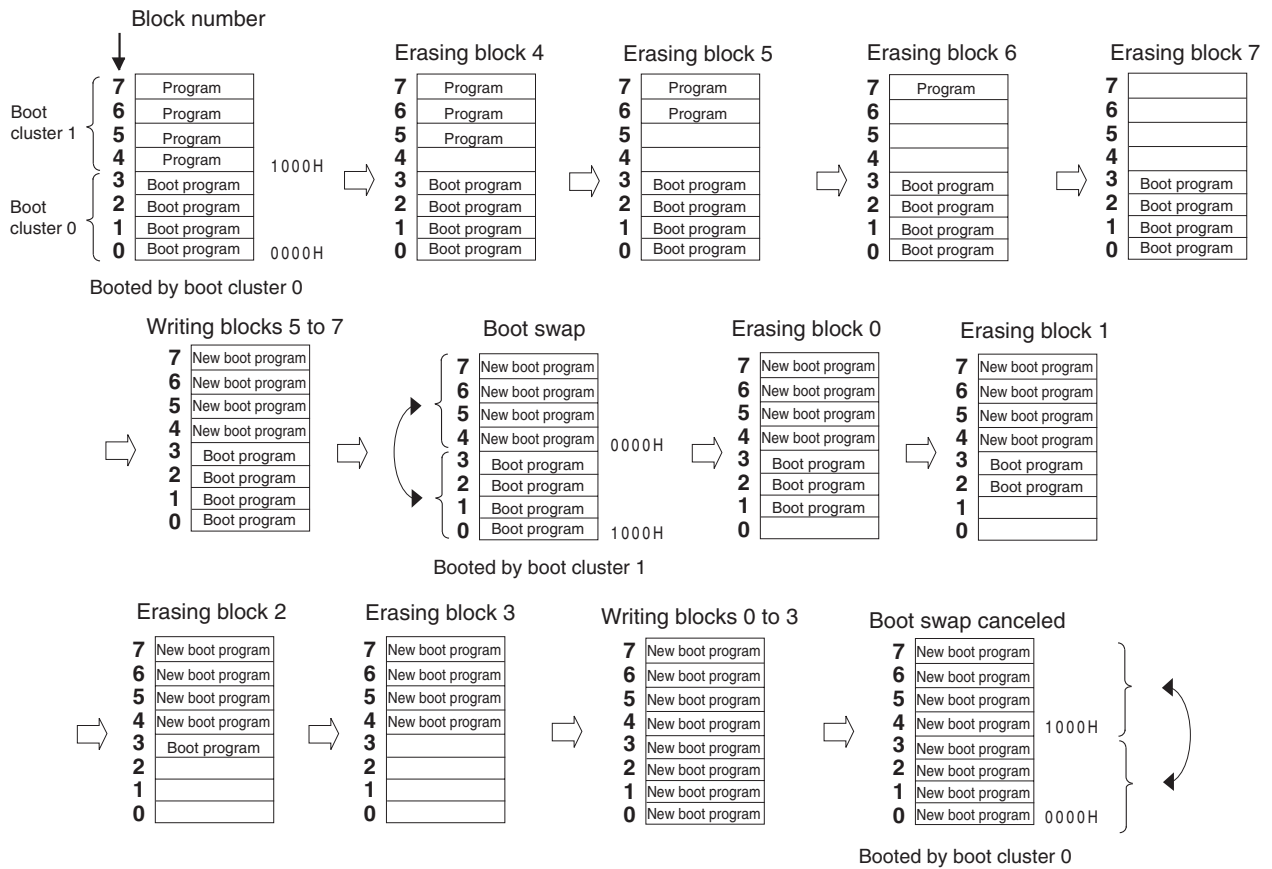 Block number
Erasing block 4
Erasing block 5
Erasing block 6
Erasing block 7
Boot
cluster 1
Boot
cluster 0
7 Program
6 Program
5 Program
4 Program
1000H
3 Boot program
2 Boot program
1 Boot program
0 Boot program
0000H
Booted by boot cluster 0
7 Program
6 Program
5 Program
4
3 Boot program
2 Boot program
1 Boot program
0 Boot program
7 Program
6 Program
5
4
3 Boot program
2 Boot program
1 Boot program
0 Boot program
7 Program
6
5
4
3 Boot program
2 Boot program
1 Boot program
0 Boot program
7
6
5
4
3 Boot program
2 Boot program
1 Boot program
0 Boot program
Writing blocks 5 to 7
7 New boot program
6 New boot program
5 New boot program
4 New boot program
3 Boot program
2 Boot program
1 Boot program
0 Boot program
Boot swap
7 New boot program
6 New boot program
5 New boot program
4 New boot program
0000H
3 Boot program
2 Boot program
1 Boot program
0 Boot program
1000H
Booted by boot cluster 1
Erasing block 0
7 New boot program
6 New boot program
5 New boot program
4 New boot program
3 Boot program
2 Boot program
1 Boot program
0
Erasing block 1
7 New boot program
6 New boot program
5 New boot program
4 New boot program
3 Boot program
2 Boot program
1
0
Erasing block 2
7 New boot program
6 New boot program
5 New boot program
4 New boot program
3 Boot program
2
1
0
Erasing block 3
7 New boot program
6 New boot program
5 New boot program
4 New boot program
3
2
1
0
Writing blocks 0 to 3
7 New boot program
6 New boot program
5 New boot program
4 New boot program
3 New boot program
2 New boot program
1 New boot program
0 New boot program
Boot swap canceled
7 New boot program
6 New boot program
5 New boot program
4 New boot program
1000H
3 New boot program
2 New boot program
1 New boot program
0 New boot program
0000H
Booted by boot cluster 0